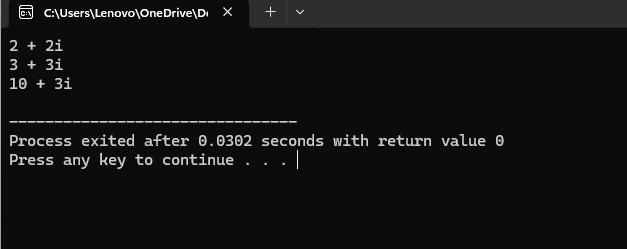 C:\Users\Lenovo\OneDrive\De
2 + 2i
3 + 3i
10 + 3i
--------------------------------
Process exited after 0.0302 seconds with return value 0
Press any key to continue . . .